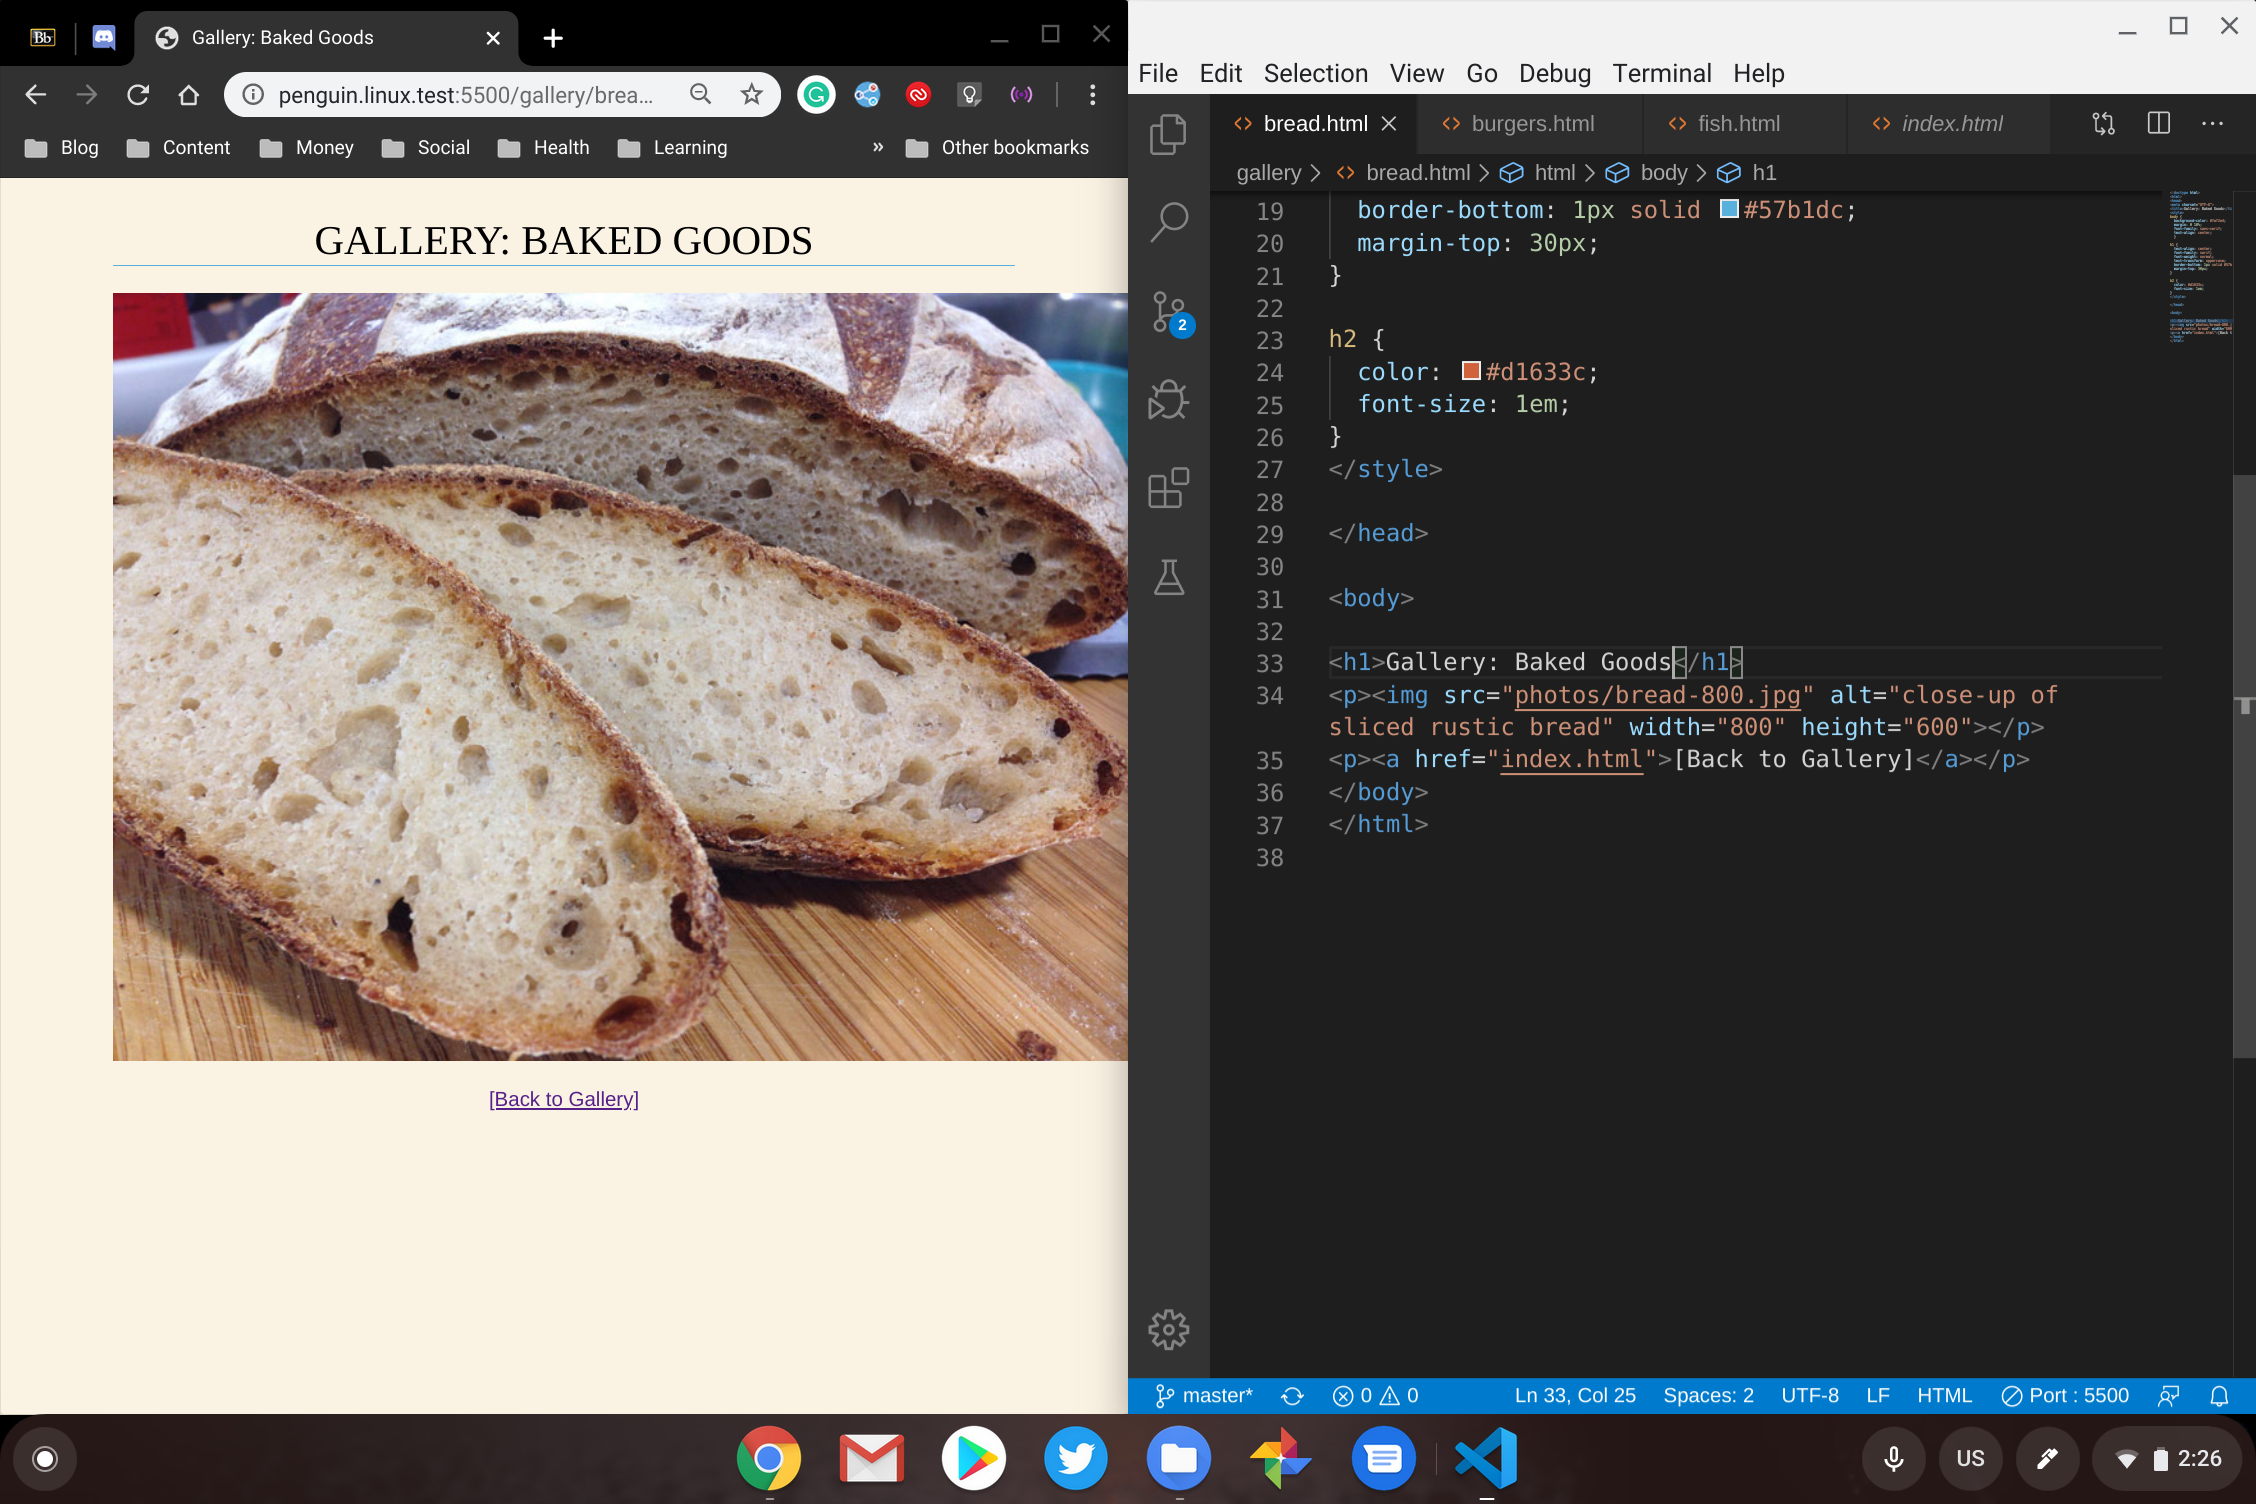 Bb
Gallery: Baked Goods
penguin.linux.test:5500/gallery/brea...
Blog
Content
Money
Social
Health
Learning
»
Other bookmarks
GALLERY: BAKED GOODS
[Back to Gallery]
File Edit Selection View Go Debug Terminal Help
bread.html
burgers.html
fish.html
index.html
gallery > bread.html > html > body > h1
2
19 border-bottom: 1px solid #57b1dc;
20 margin-top: 30px;
21 }
22
23 h2 {
24 color: #d1633c;
25 font-size: 1em;
26 }
27 </style>
28
29 </head>
30
31 <body>
32
33 <h1>Gallery: Baked Goods</h1>
34 <p><img src="photos/bread-800.jpg" alt="close-up of
sliced rustic bread" width="800" height="600"></p>
35 <p><a href="index.html">[Back to Gallery]</a></p>
36 </body>
37 </html>
38
master*
0 0
Ln 33, Col 25
Spaces: 2
UTF-8
LF
HTML
Port : 5500
US
2:26